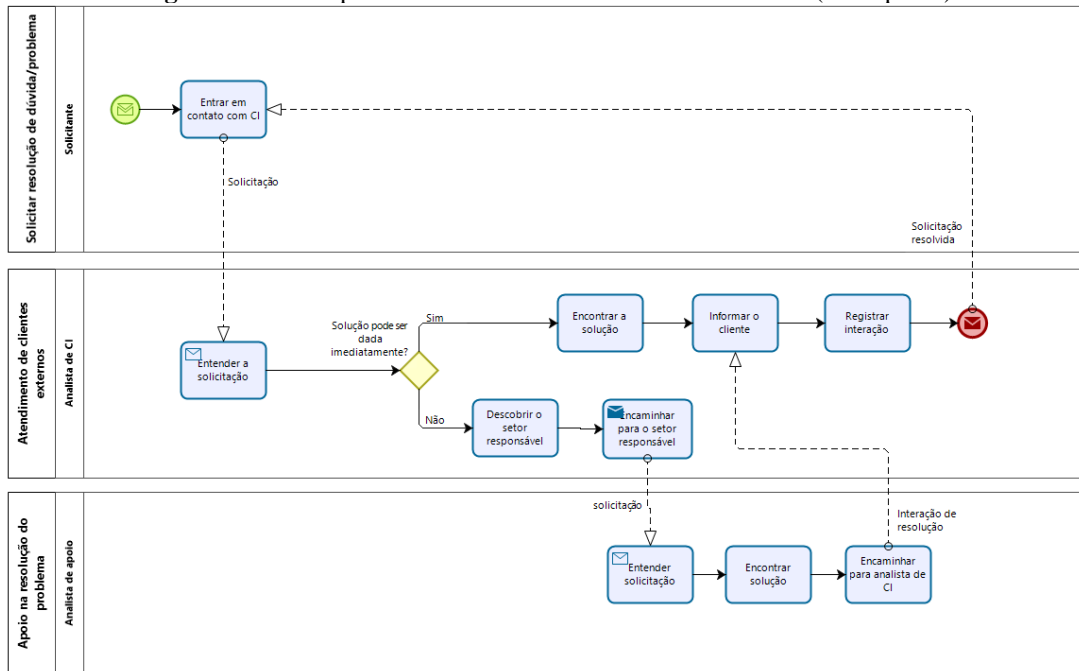 Solicitar resolução de dúvida/problema
Solicitante
Entrar em
contato com CI
Solicitação
Solicitação
resolvida
Atendimento de clientes
externos
Analista de CI
Entender a
solicitação
Solução pode ser
dada
imediatamente?
Sim
Encontrar a
solução
Informar o
cliente
Registrar
interação
Não
Descobrir o
setor
responsável
Encaminhar
para o setor
responsável
solicitação
Interação de
resolução
Apoio na resolução do
problema
Analista de apoio
Entender
solicitação
Encontrar
solução
Encaminhar
para analista de
CI